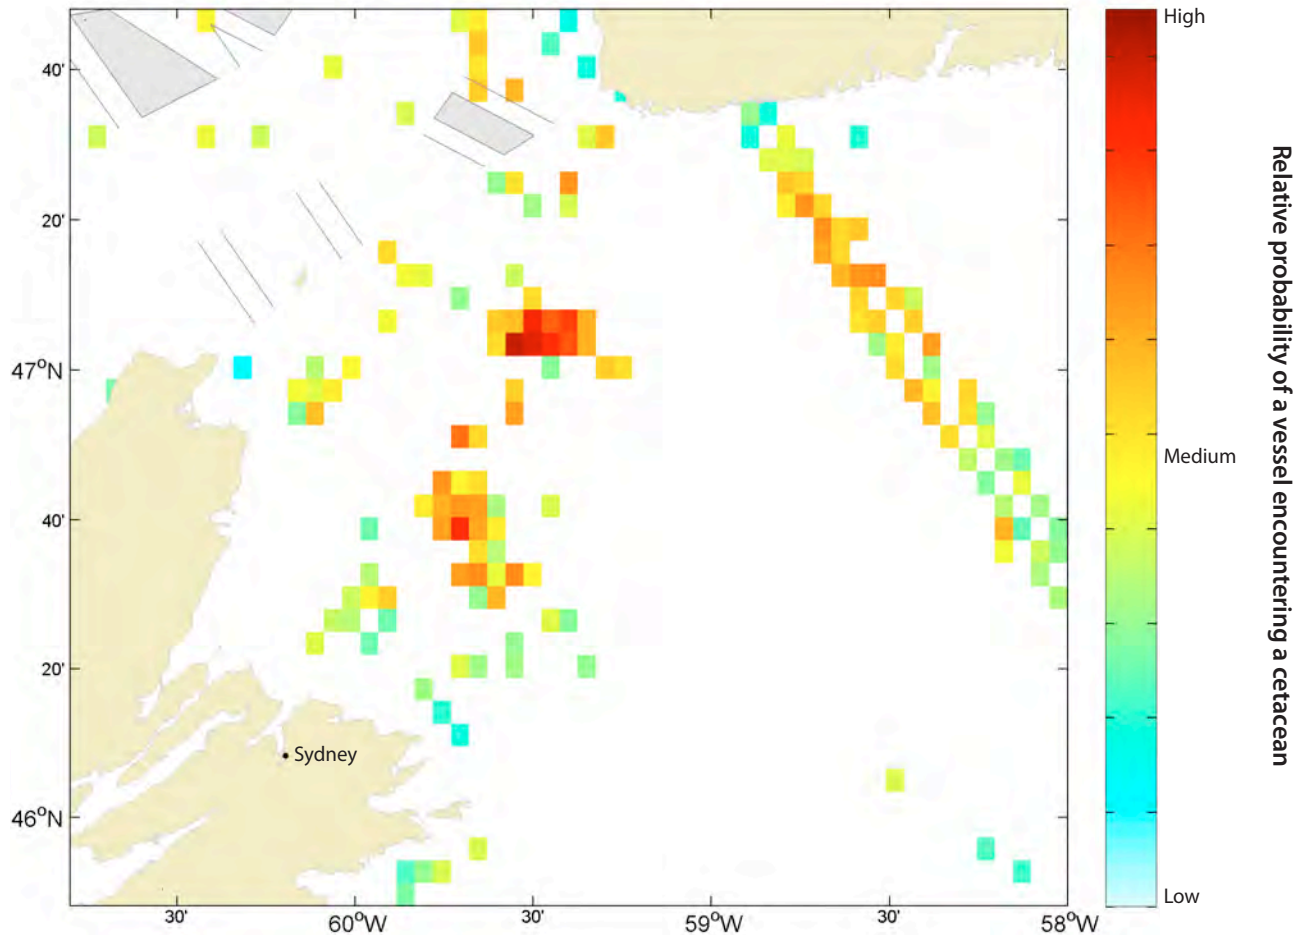 High
40'
20'
47°N
40'
20'
46°N
Medium
Low
Relative probability of a vessel encountering a cetacean
Sydney
30'
60°W
30'
59°W
30'
58°W